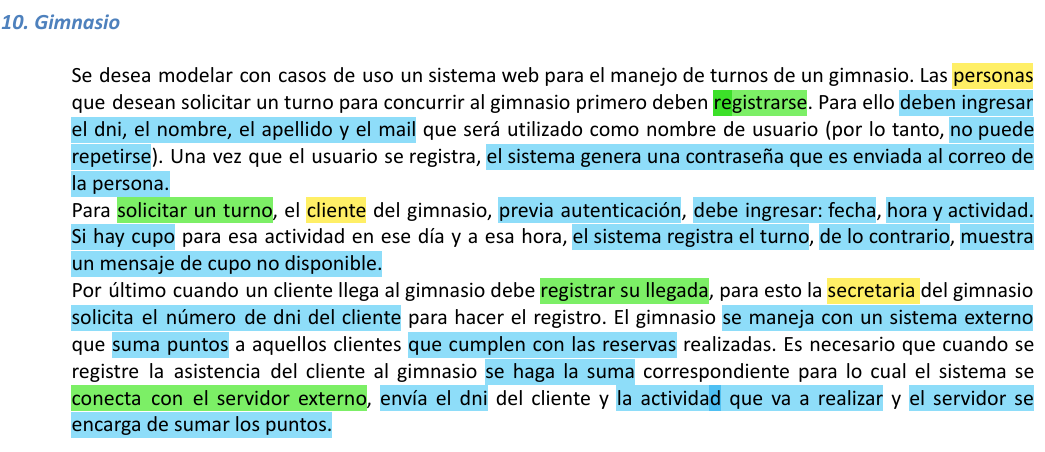 10. Gimnasio
Se desea modelar con casos de uso un sistema web para el manejo de turnos de un gimnasio. Las personas
que desean solicitar un turno para concurrir al gimnasio primero deben registrarse. Para ello deben ingresar
el dni, el nombre, el apellido y el mail que será utilizado como nombre de usuario (por lo tanto, no puede
repetirse). Una vez que el usuario se registra, el sistema genera una contraseña que es enviada al correo de
la persona.
Para solicitar un turno, el cliente del gimnasio, previa autenticación, debe ingresar: fecha, hora y actividad.
Si hay cupo para esa actividad en ese día y a esa hora, el sistema registra el turno, de lo contrario, muestra
un mensaje de cupo no disponible.
Por último cuando un cliente llega al gimnasio debe registrar su llegada, para esto la secretaria del gimnasio
solicita el número de dni del cliente para hacer el registro. El gimnasio se maneja con un sistema externo
que suma puntos a aquellos clientes que cumplen con las reservas realizadas. Es necesario que cuando se
registre la asistencia del cliente al gimnasio se haga la suma correspondiente para lo cual el sistema se
conecta con el servidor externo, envía el dni del cliente y la actividad que va a realizar y el servidor se
encarga de sumar los puntos.